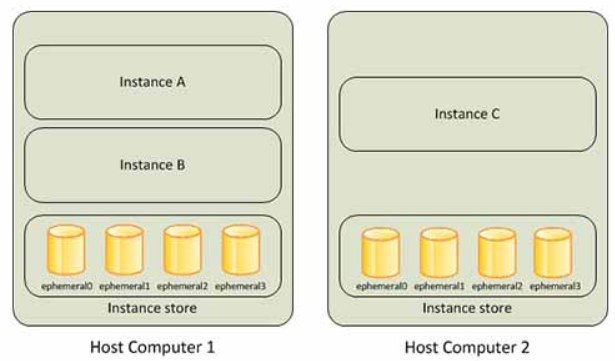 Instance A
Instance B
ephemeral0 ephemeral1 ephemeral2 ephemeral3
Instance store
Host Computer 1
Instance C
ephemeral0 ephemeral1 ephemeral2 ephemeral3
Instance store
Host Computer 2